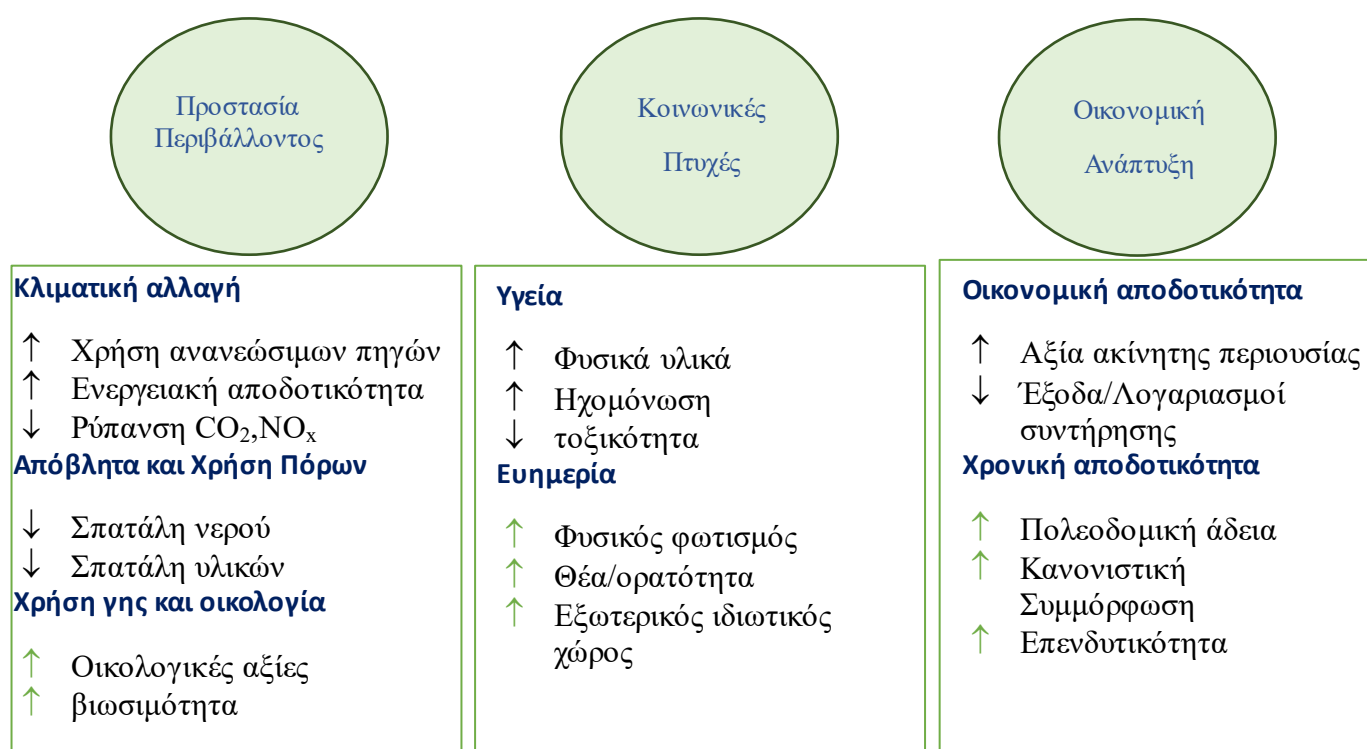 Προστασία
Περιβάλλοντος
Κοινωνικές
Πτυχές
Οικονομική
Ανάπτυξη
Κλιματική αλλαγή
↑ Χρήση ανανεώσιμων πηγών
↑ Ενεργειακή αποδοτικότητα
↓ Ρύπανση CO₂,NOₓ
Απόβλητα και Χρήση Πόρων
↓ Σπατάλη νερού
↓ Σπατάλη υλικών
Χρήση γης και οικολογία
↑ Οικολογικές αξίες
↑ βιωσιμότητα
Υγεία
↑ Φυσικά υλικά
↑ Ηχομόνωση
↓ τοξικότητα
Ευημερία
↑ Φυσικός φωτισμός
↑ Θέα/ορατότητα
↑ Εξωτερικός ιδιωτικός
χώρος
Οικονομική αποδοτικότητα
↑ Αξία ακίνητης περιουσίας
↓ Έξοδα/Λογαριασμοί
συντήρησης
Χρονική αποδοτικότητα
↑ Πολεοδομική άδεια
↑ Κανονιστική
Συμμόρφωση
↑ Επενδυτικότητα